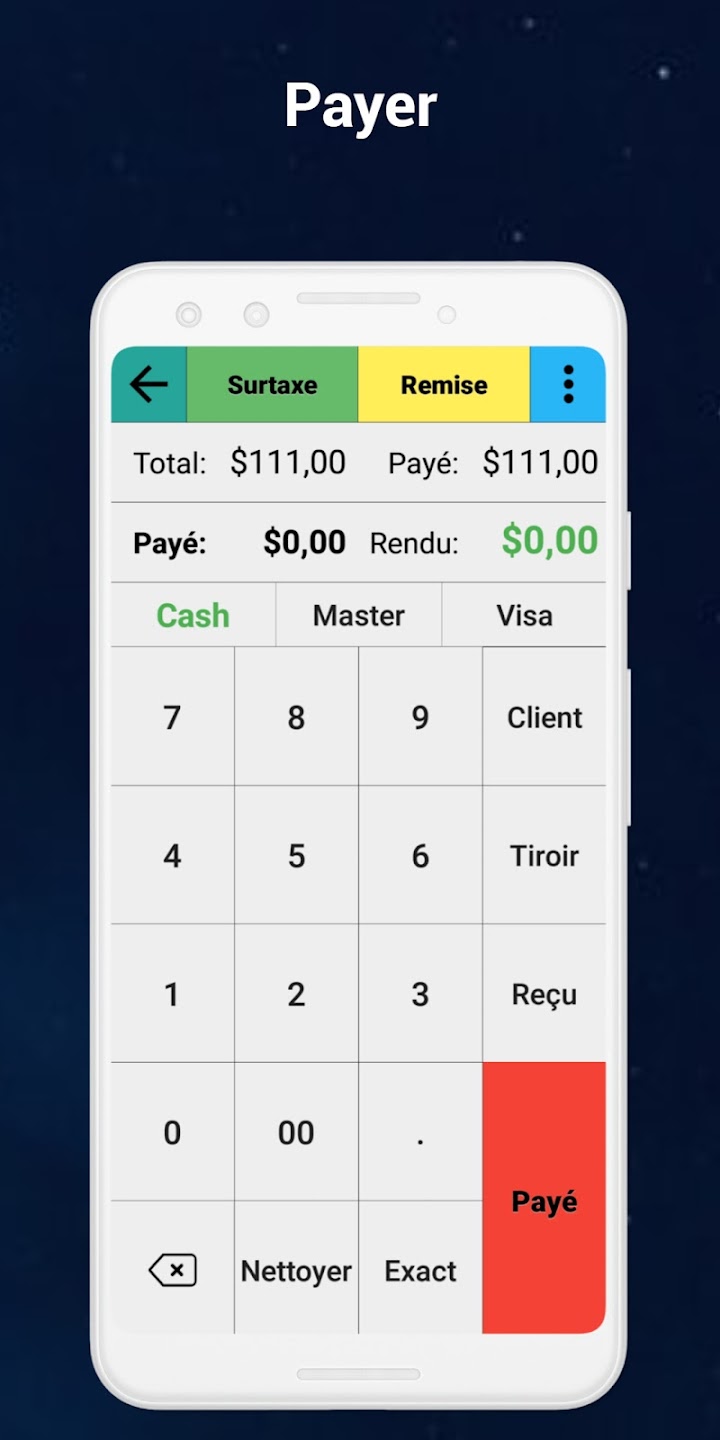 Payer
Surtaxe Remise
Total: $111,00 Payé: $111,00
Payé: $0,00 Rendu: $0,00
Cash Master Visa
7 8 9 Client
4 5 6 Tiroir
1 2 3 Reçu
0 00 .
Payé
Nettoyer Exact